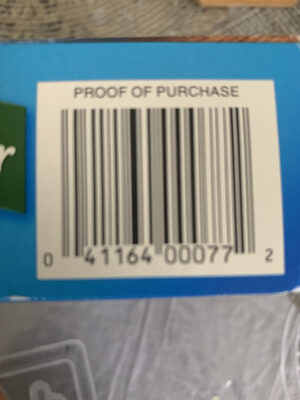 PROOF OF PURCHASE
r
0 41164 00077 2